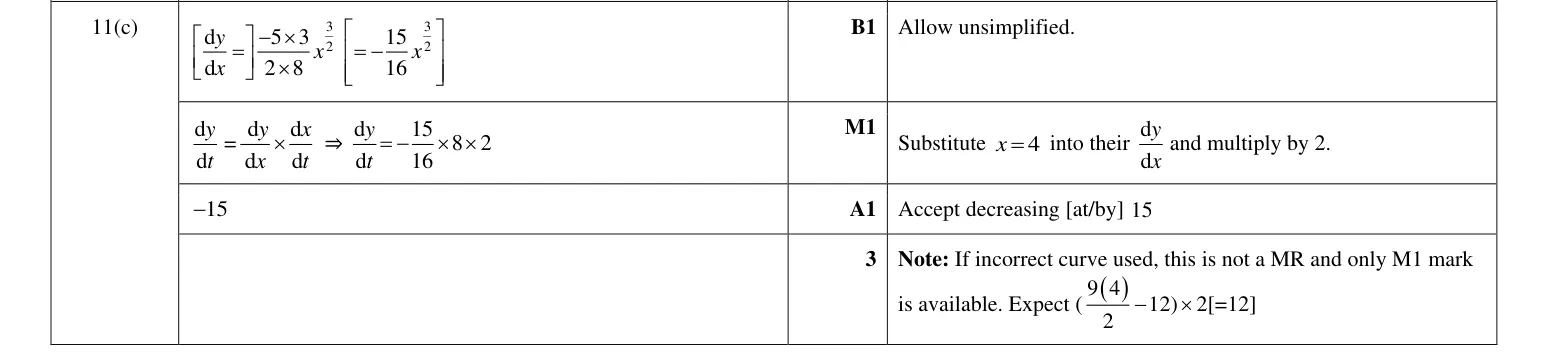 11(c)
[dy/dx =] (−5×3)/(2×8) x^(3/2) [= −15/16 x^(3/2)]
B1
Allow unsimplified.
dy/dt = dy/dx × dx/dt ⇒ dy/dt = −15/16 × 8 × 2
M1
Substitute x = 4 into their dy/dx and multiply by 2.
−15
A1
Accept decreasing [at/by] 15
3
Note: If incorrect curve used, this is not a MR and only M1 mark
is available. Expect (9(4)/2 − 12) × 2[=12]